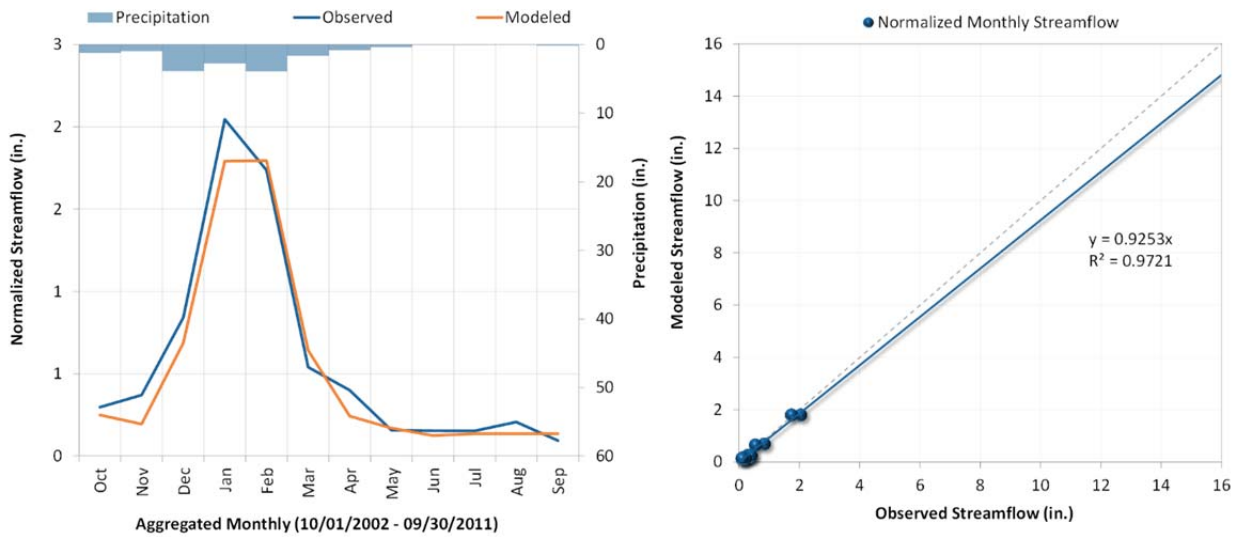 Precipitation Observed Modeled
3
2
2
1
1
0
Normalized Streamflow (in.)
0
10
20
30
40
50
60
Precipitation (in.)
Oct Nov Dec Jan Feb Mar Apr May Jun Jul Aug Sep
Aggregated Monthly (10/01/2002 - 09/30/2011)
Normalized Monthly Streamflow
16
14
12
10
8
6
4
2
0
Modeled Streamflow (in.)
y = 0.9253x
R² = 0.9721
0 2 4 6 8 10 12 14 16
Observed Streamflow (in.)